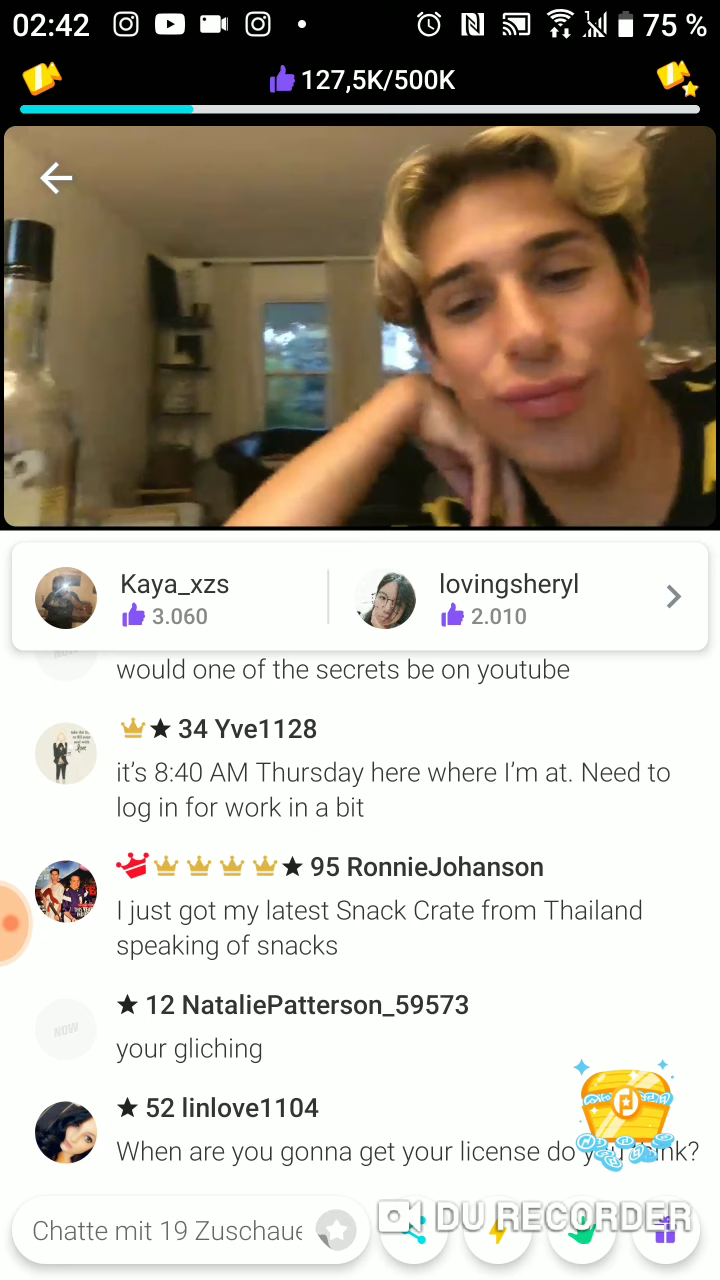 02:42
75 %
127,5K/500K
Kaya_xzs
lovingsheryl
3.060
2.010
would one of the secrets be on youtube
34 Yve1128
it's 8:40 AM Thursday here where I'm at. Need to
log in for work in a bit
95 RonnieJohanson
I just got my latest Snack Crate from Thailand
speaking of snacks
NOW
12 NataliePatterson_59573
your gliching
52 linlove1104
When are you gonna get your license do
Chatte mit 19 Zuschaue
DU RECORDER